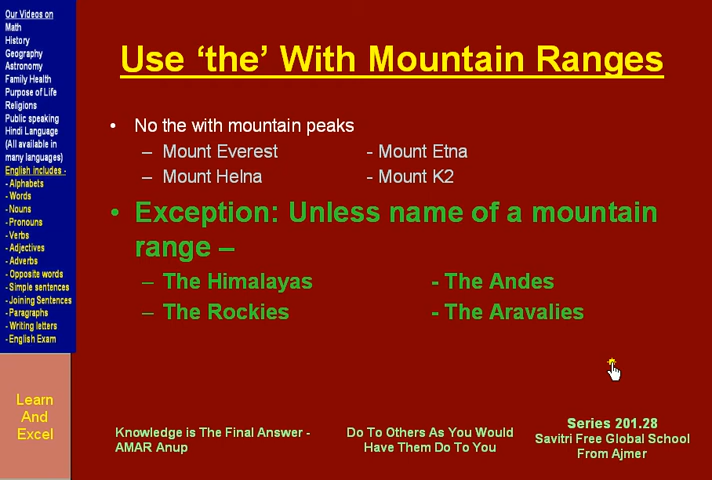 Our Videos on
Math
History
Geography
Astronomy
Family Health
Purpose of Life
Religions
Public speaking
Hindi Language
(All available in
many languages)
English includes -
- Alphabets
- Words
- Nouns
- Pronouns
- Verbs
- Adjectives
- Adverbs
- Opposite words
- Simple sentences
- Joining Sentences
- Paragraphs
- Writing letters
- English Exam
Learn
And
Excel
Use ‘the’ With Mountain Ranges
• No the with mountain peaks
– Mount Everest - Mount Etna
– Mount Helna - Mount K2
• Exception: Unless name of a mountain
range –
– The Himalayas - The Andes
– The Rockies - The Aravalies
Knowledge is The Final Answer -
AMAR Anup
Do To Others As You Would
Have Them Do To You
Series 201.28
Savitri Free Global School
From Ajmer